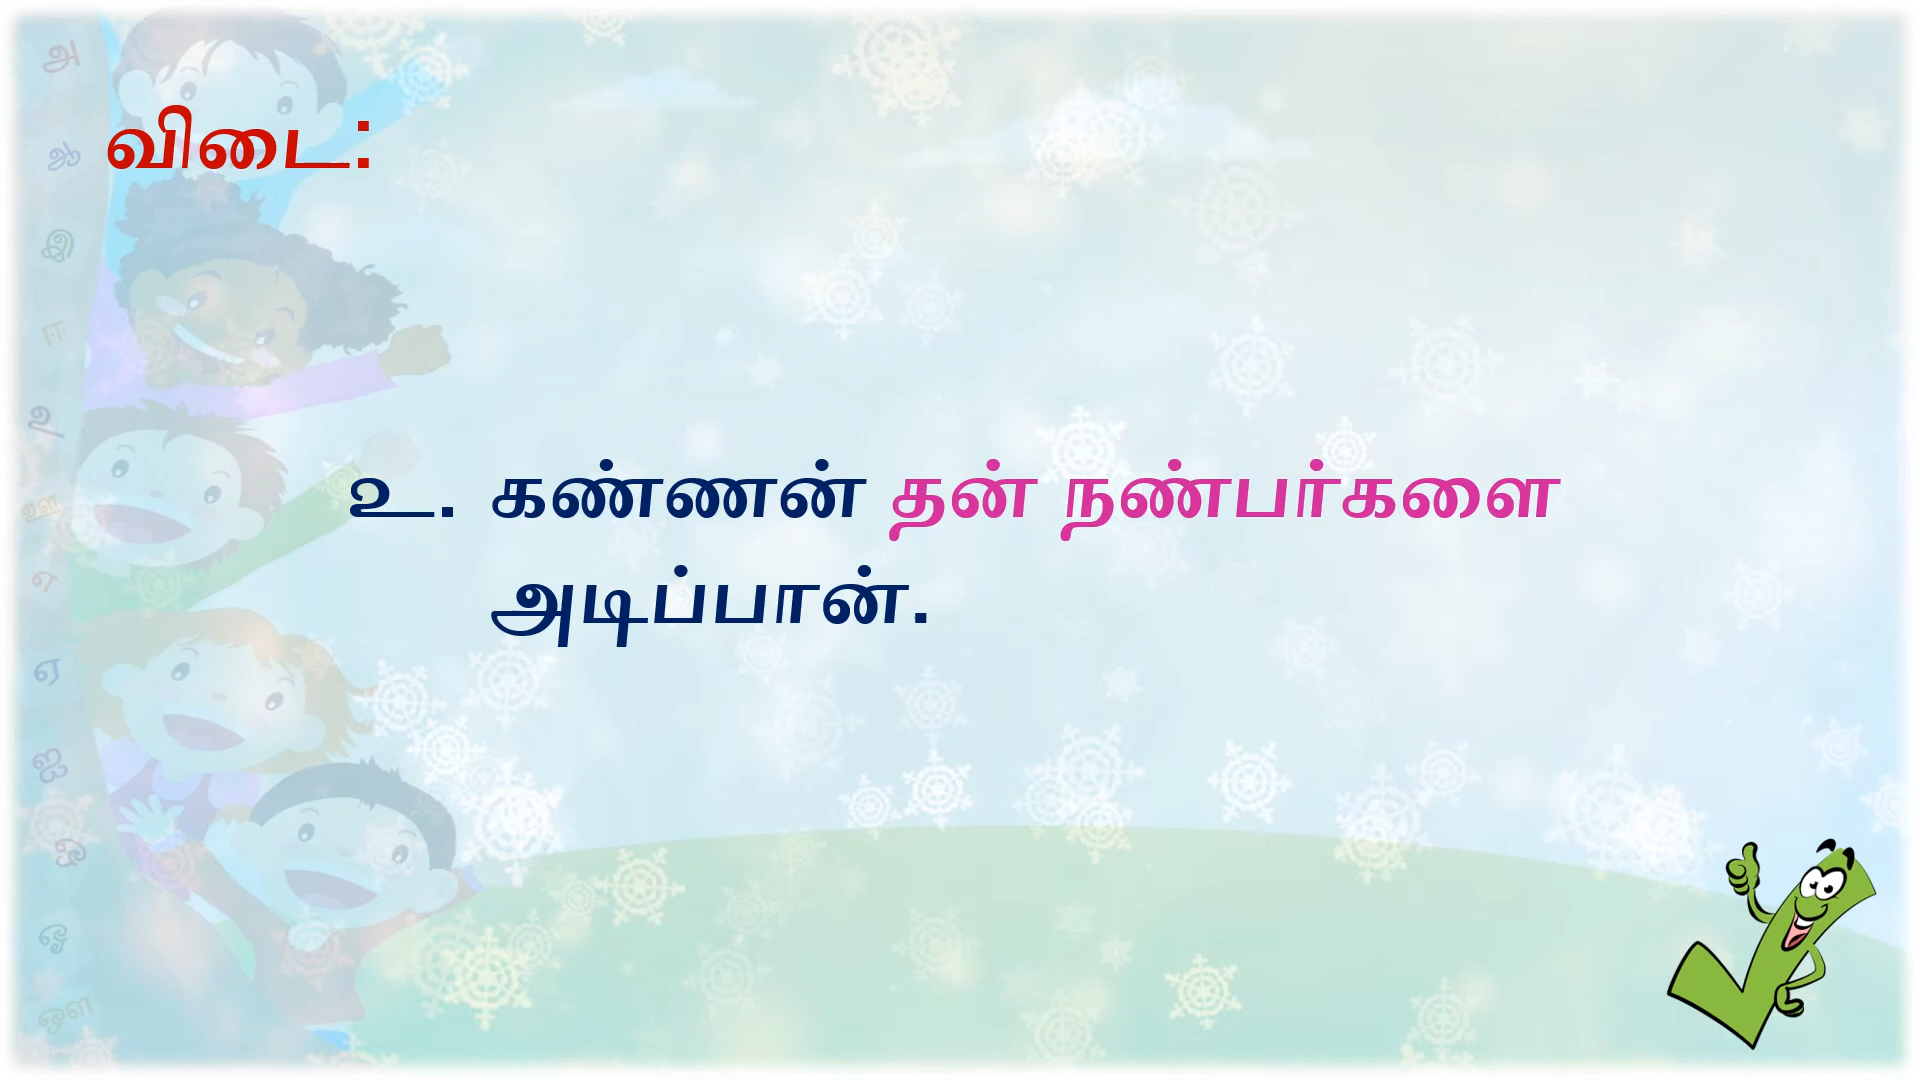 விடை:
உ. கண்ணன் தன் நண்பர்களை
அடிப்பான்.
அ
ஆ
இ
ஈ
உ
ஊ
எ
ஏ
ஐ
ஒ
ஓ
ஔ